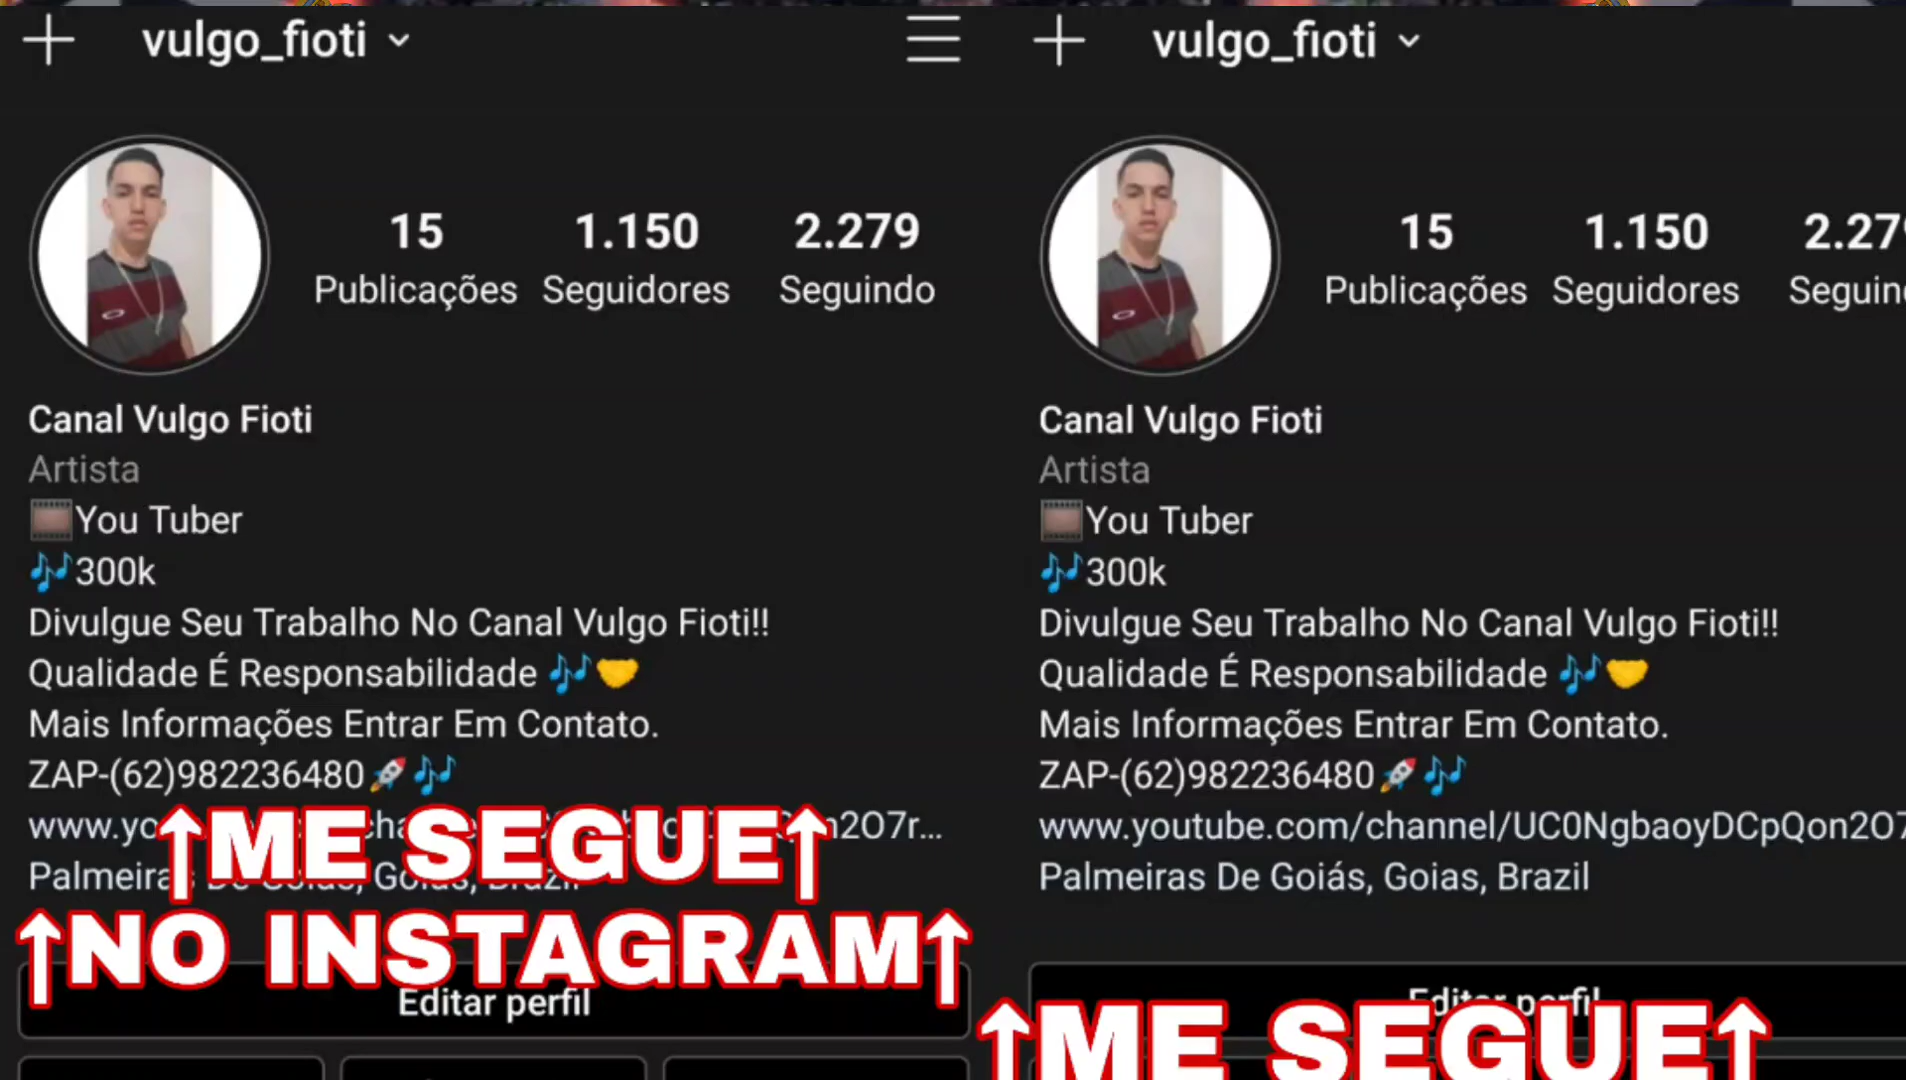 vulgo_fioti
15 1.150 2.279
Publicações Seguidores Seguindo
Canal Vulgo Fioti
Artista
You Tuber
🎶300k
Divulgue Seu Trabalho No Canal Vulgo Fioti!!
Qualidade É Responsabilidade 🎶🤝
Mais Informações Entrar Em Contato.
ZAP-(62)982236480🚀🎶
↑ME SEGUE↑
↑NO INSTAGRAM↑
Editar perfil
vulgo_fioti
15 1.150 2.279
Publicações Seguidores
Canal Vulgo Fioti
Artista
You Tuber
🎶300k
Divulgue Seu Trabalho No Canal Vulgo Fioti!!
Qualidade É Responsabilidade 🎶🤝
Mais Informações Entrar Em Contato.
ZAP-(62)982236480🚀🎶
www.youtube.com/channel/UC0NgbaoyDCpQon2O7
Palmeiras De Goiás, Goias, Brazil
Editar perfil
↑ME SEGUE↑